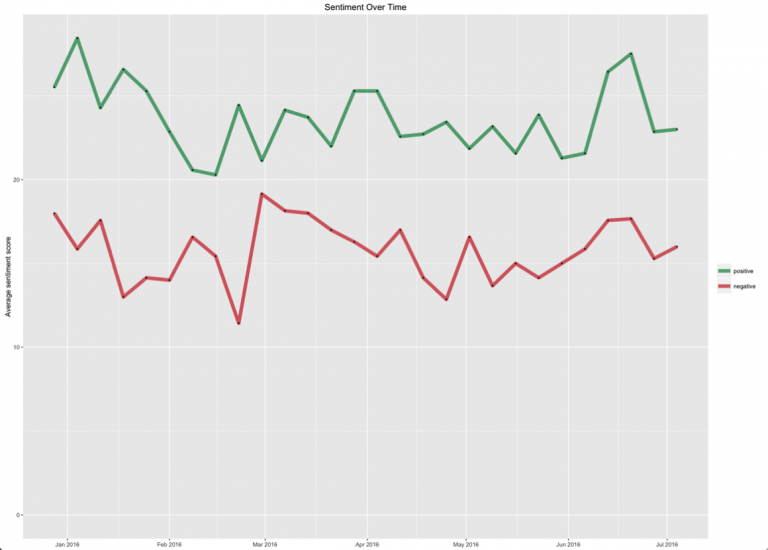 Sentiment Over Time
Average sentiment score
20
10
0
Jan 2016 Feb 2016 Mar 2016 Apr 2016 May 2016 Jun 2016 Jul 2016
positive
negative